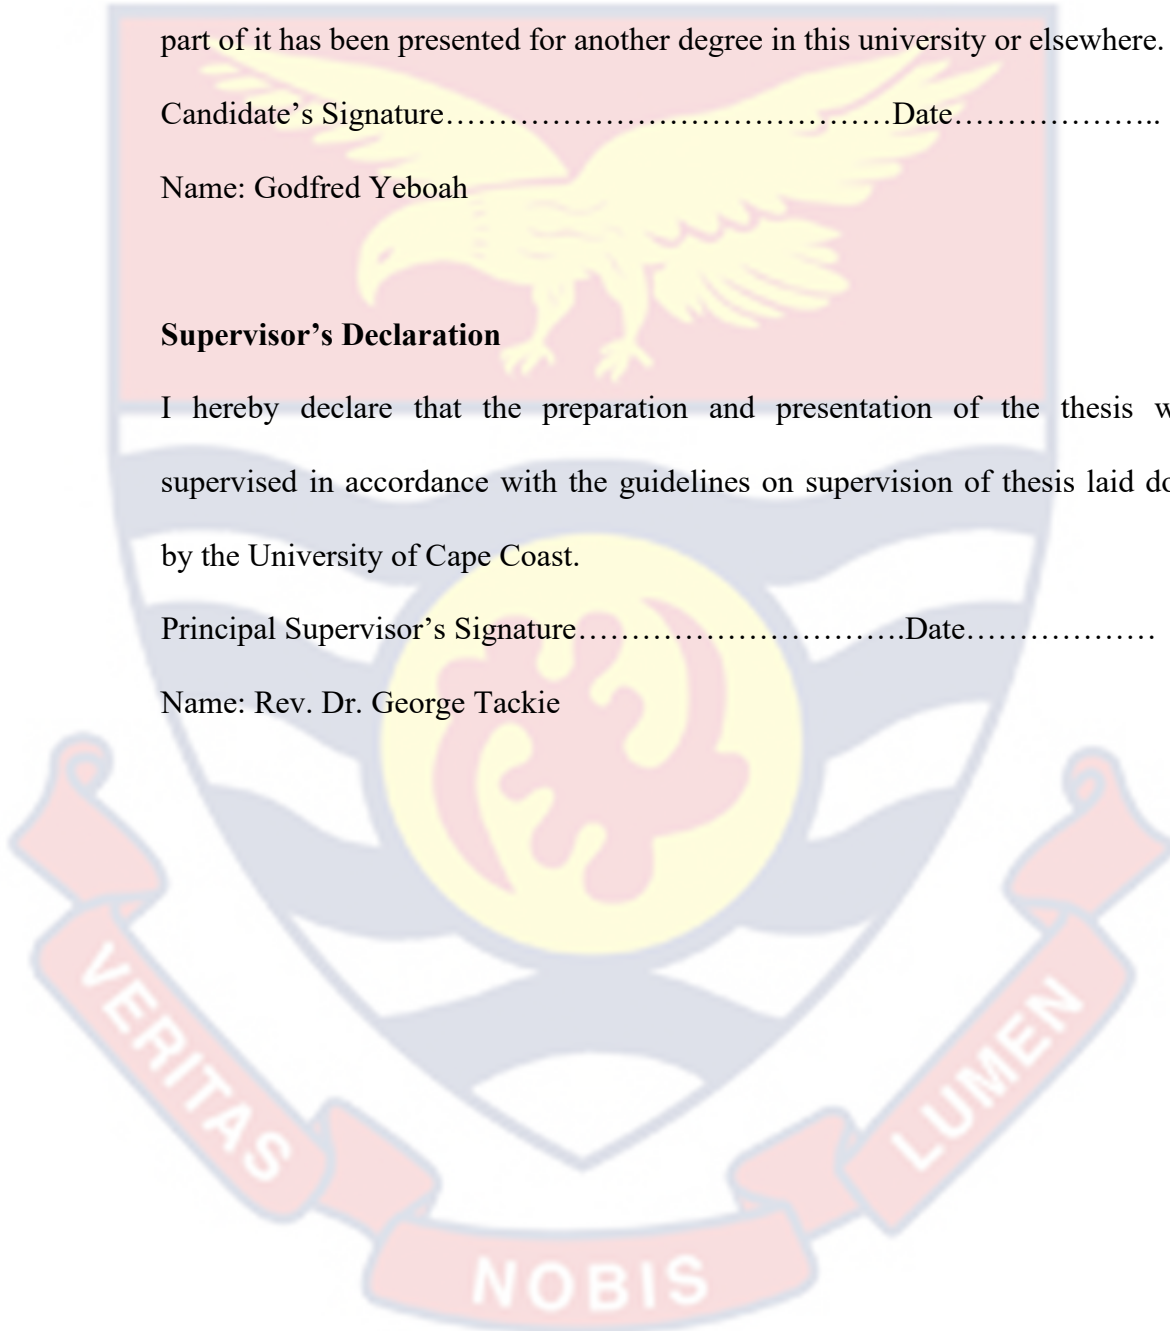 part of it has been presented for another degree in this university or elsewhere.
Candidate’s Signature……………………………………Date………………..
Name: Godfred Yeboah
Supervisor’s Declaration
I hereby declare that the preparation and presentation of the thesis w
supervised in accordance with the guidelines on supervision of thesis laid do
by the University of Cape Coast.
Principal Supervisor’s Signature………………………….Date………………
Name: Rev. Dr. George Tackie
VERITAS
NOBIS
LUMEN